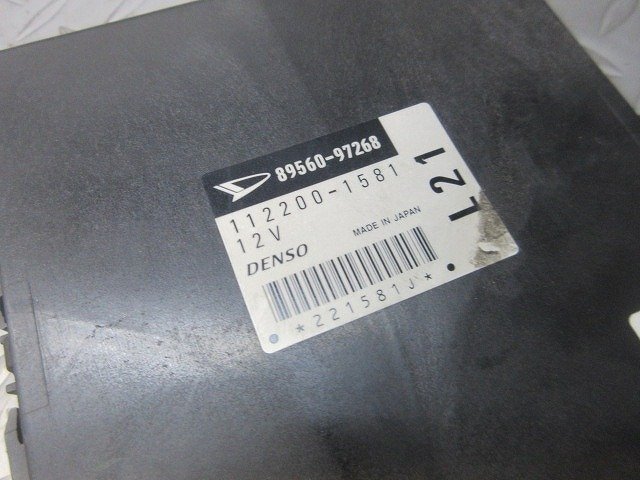 89560-97268
112200-1581
12V
L21
DENSO
MADE IN JAPAN
*221581J*